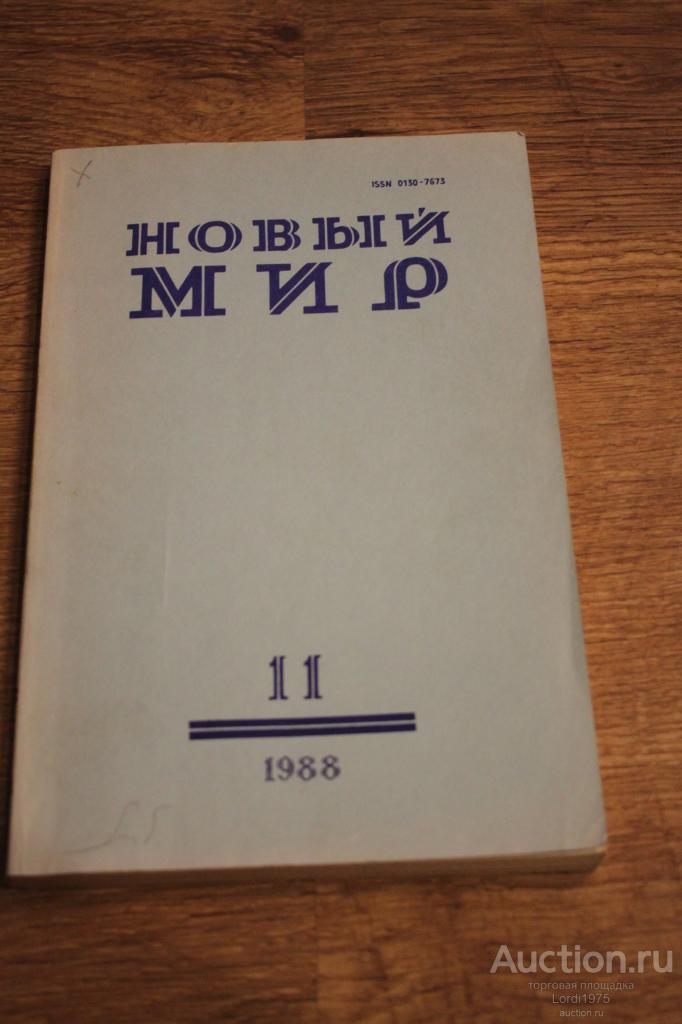 x
ISSN 0130-7673
НОВЫЙ
МИР
11
1988
Auction.ru
торговая площадка
Lordi1975
auction.ru